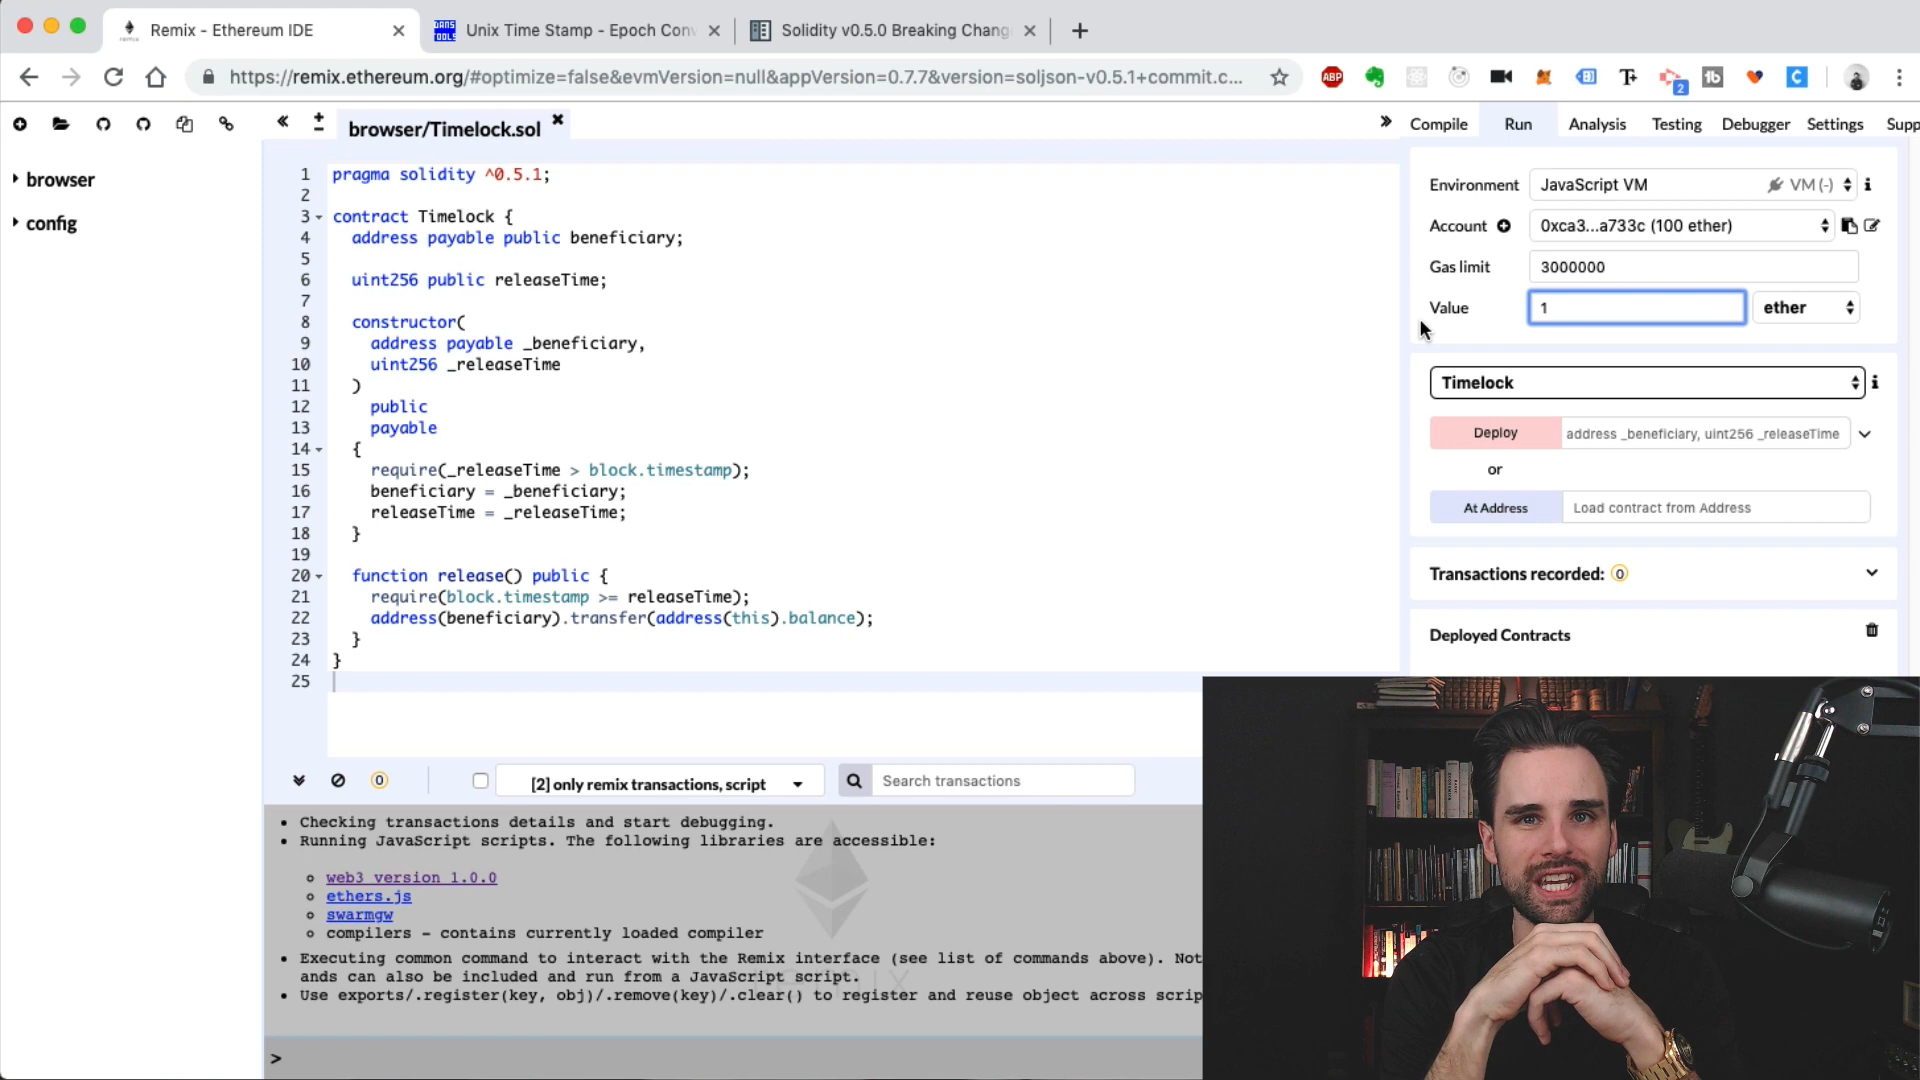 Remix - Ethereum IDE
Unix Time Stamp - Epoch Conv
Solidity v0.5.0 Breaking Chang
https://remix.ethereum.org/#optimize=false&evmVersion=null&appVersion=0.7.7&version=soljson-v0.5.1+commit.c...
ABP
2
browser/Timelock.sol
Compile Run Analysis Testing Debugger Settings Supp
browser
config
1 pragma solidity ^0.5.1;
2
3 contract Timelock {
4 address payable public beneficiary;
5
6 uint256 public releaseTime;
7
8 constructor(
9 address payable _beneficiary,
10 uint256 _releaseTime
11 )
12 public
13 payable
14 {
15 require(_releaseTime > block.timestamp);
16 beneficiary = _beneficiary;
17 releaseTime = _releaseTime;
18 }
19
20 function release() public {
21 require(block.timestamp >= releaseTime);
22 address(beneficiary).transfer(address(this).balance);
23 }
24 }
25
Environment JavaScript VM VM (-)
Account 0xca3...a733c (100 ether)
Gas limit 3000000
Value 1 ether
Timelock
Deploy address _beneficiary, uint256 _releaseTime
or
At Address Load contract from Address
Transactions recorded: 0
Deployed Contracts
0 [2] only remix transactions, script Search transactions
Checking transactions details and start debugging.
Running JavaScript scripts. The following libraries are accessible:
web3 version 1.0.0
ethers.js
swarmgw
compilers - contains currently loaded compiler
Executing common command to interact with the Remix interface (see list of commands above). Not
ands can also be included and run from a JavaScript script.
Use exports/.register(key, obj)/.remove(key)/.clear() to register and reuse object across scrip
>